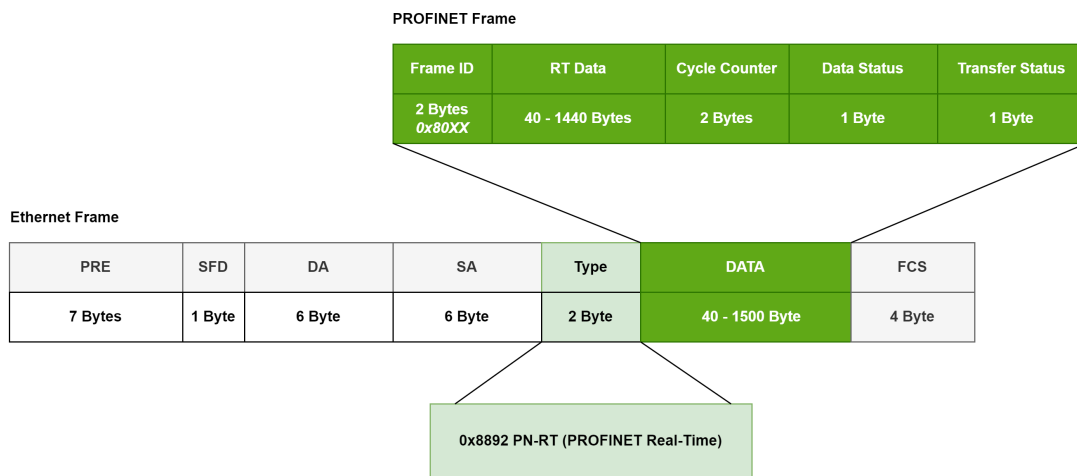 PROFINET Frame
Frame ID RT Data Cycle Counter Data Status Transfer Status
2 Bytes
0x80XX 40 - 1440 Bytes 2 Bytes 1 Byte 1 Byte
Ethernet Frame
PRE SFD DA SA Type DATA FCS
7 Bytes 1 Byte 6 Byte 6 Byte 2 Byte 40 - 1500 Byte 4 Byte
0x8892 PN-RT (PROFINET Real-Time)